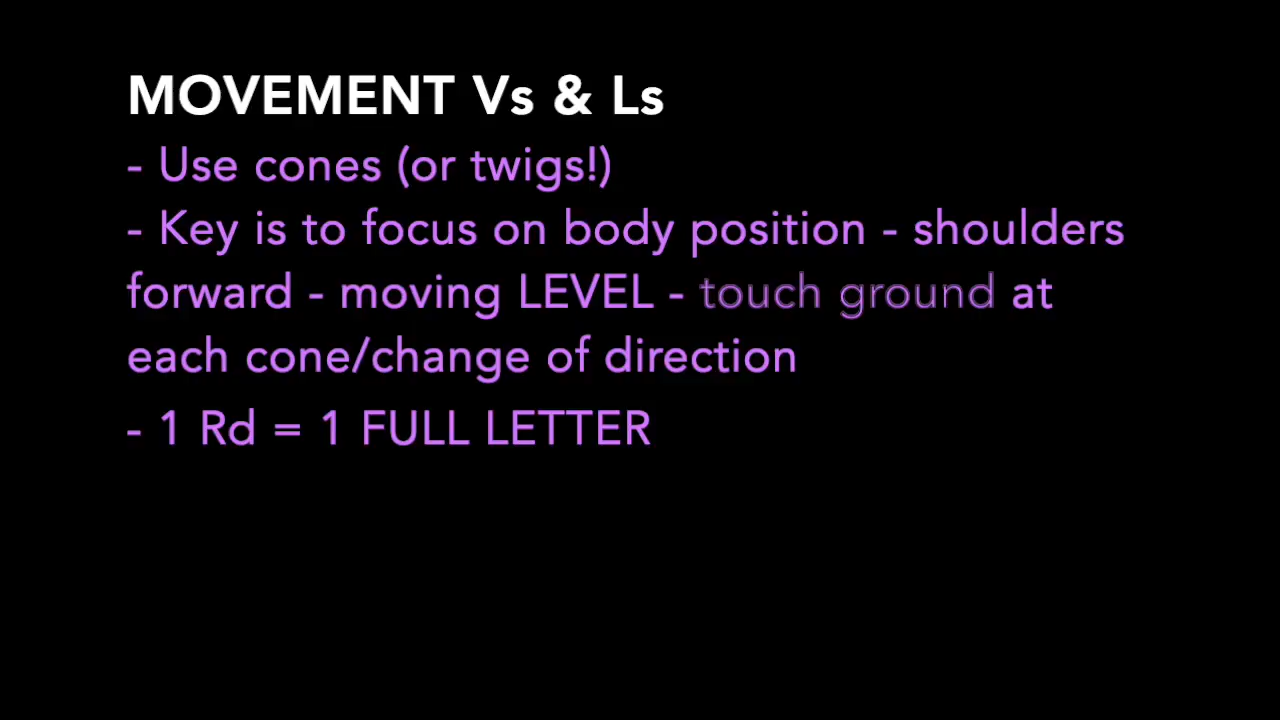 MOVEMENT Vs & Ls
- Use cones (or twigs!)
- Key is to focus on body position - shoulders
forward - moving LEVEL - touch ground at
each cone/change of direction
- 1 Rd = 1 FULL LETTER